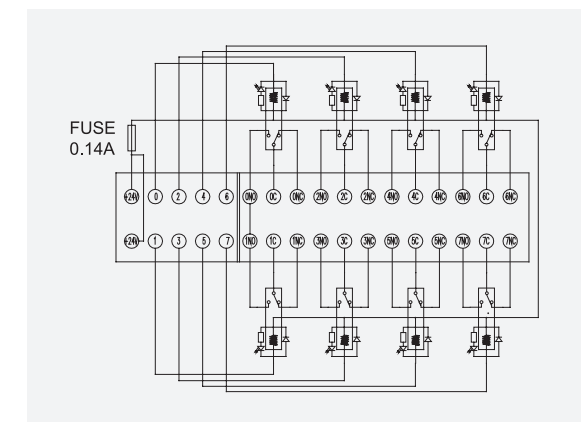 FUSE
0.14A
+24V 0 2 4 6 0NO 0C 0NC 2NO 2C 2NC 4NO 4C 4NC 6NO 6C 6NC
+24V 1 3 5 7 1NO 1C 1NC 3NO 3C 3NC 5NO 5C 5NC 7NO 7C 7NC